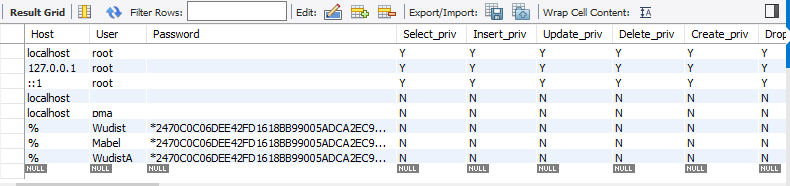 Result Grid Filter Rows: Edit: Export/Import: Wrap Cell Content:
Host User Password Select_priv Insert_priv Update_priv Delete_priv Create_priv Drop
localhost root Y Y Y Y Y Y
127.0.0.1 root Y Y Y Y Y Y
::1 root Y Y Y Y Y Y
localhost N N N N N N
localhost pma N N N N N N
% Wudist *2470C0C06DEE42FD1618BB99005ADCA2EC9... N N N N N N
% Mabel *2470C0C06DEE42FD1618BB99005ADCA2EC9... N N N N N N
% WudistA *2470C0C06DEE42FD1618BB99005ADCA2EC9... N N N N N N
NULL NULL NULL NULL NULL NULL NULL NULL NULL